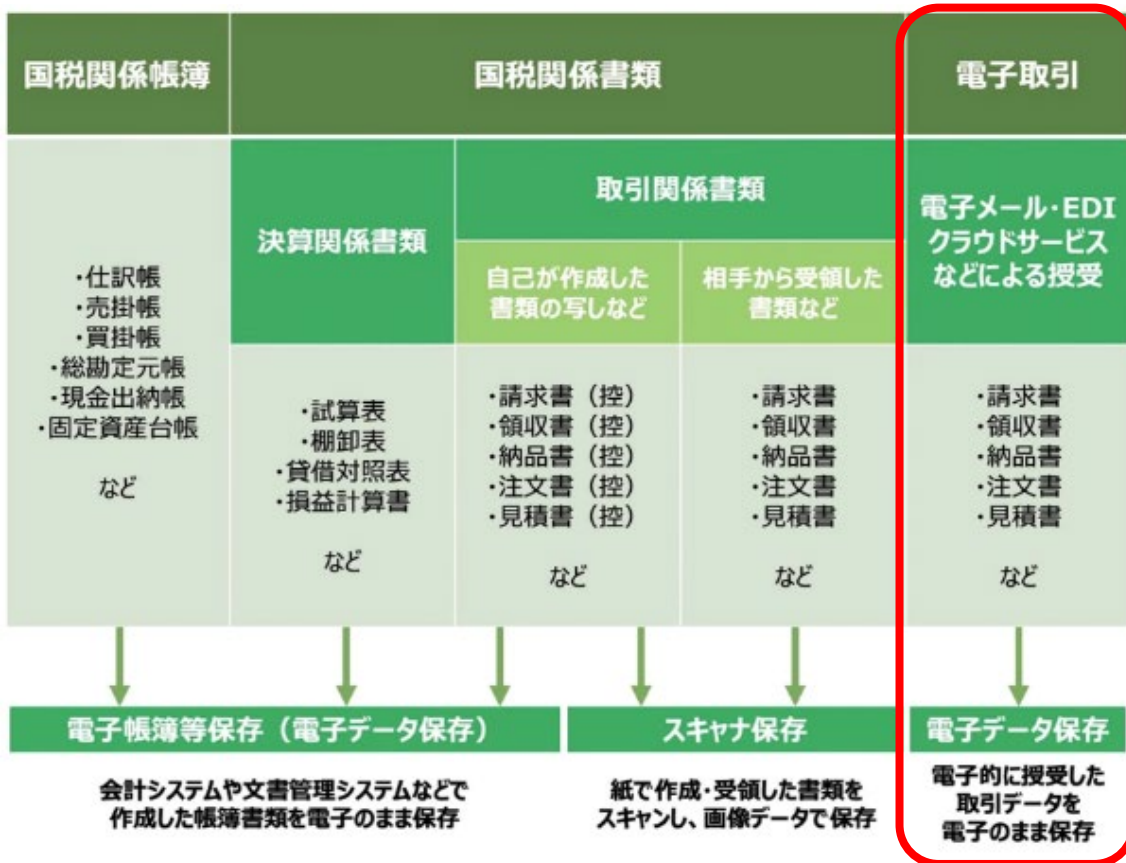 国税関係帳簿
国税関係書類
電子取引
・仕訳帳
・売掛帳
・買掛帳
・総勘定元帳
・現金出納帳
・固定資産台帳
など
決算関係書類
・試算表
・棚卸表
・貸借対照表
・損益計算書
など
取引関係書類
自己が作成した
書類の写しなど
・請求書（控）
・領収書（控）
・納品書（控）
・注文書（控）
・見積書（控）
など
相手から受領した
書類など
・請求書
・領収書
・納品書
・注文書
・見積書
など
電子メール・EDI
クラウドサービス
などによる授受
・請求書
・領収書
・納品書
・注文書
・見積書
など
電子帳簿等保存（電子データ保存）
会計システムや文書管理システムなどで
作成した帳簿書類を電子のまま保存
スキャナ保存
紙で作成・受領した書類を
スキャンし、画像データで保存
電子データ保存
電子的に授受した
取引データを
電子のまま保存